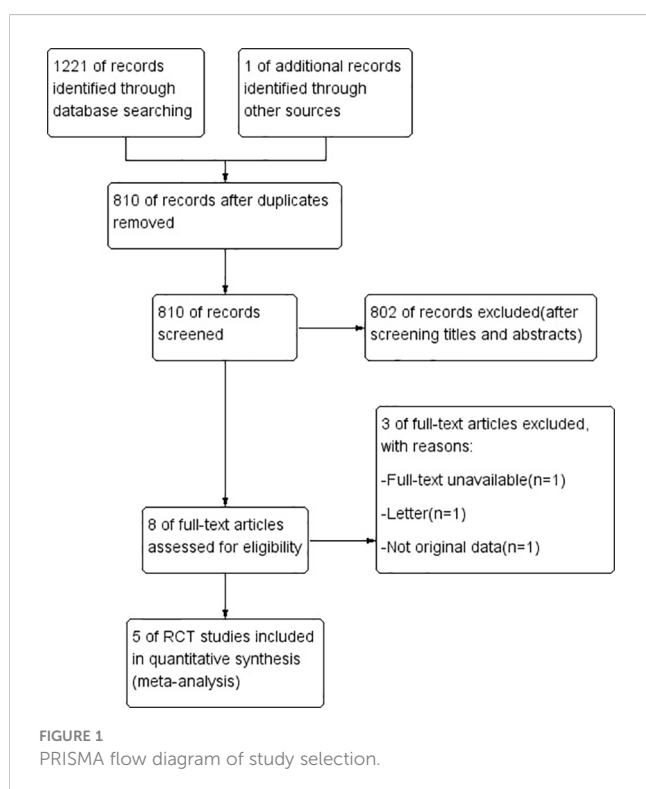 1221 of records
identified through
database searching
1 of additional records
identified through
other sources
810 of records after duplicates
removed
810 of records
screened
802 of records excluded(after
screening titles and abstracts)
3 of full-text articles excluded,
with reasons:
-Full-text unavailable(n=1)
-Letter(n=1)
-Not original data(n=1)
8 of full-text articles
assessed for eligibility
5 of RCT studies included
in quantitative synthesis
(meta-analysis)
FIGURE 1
PRISMA flow diagram of study selection.